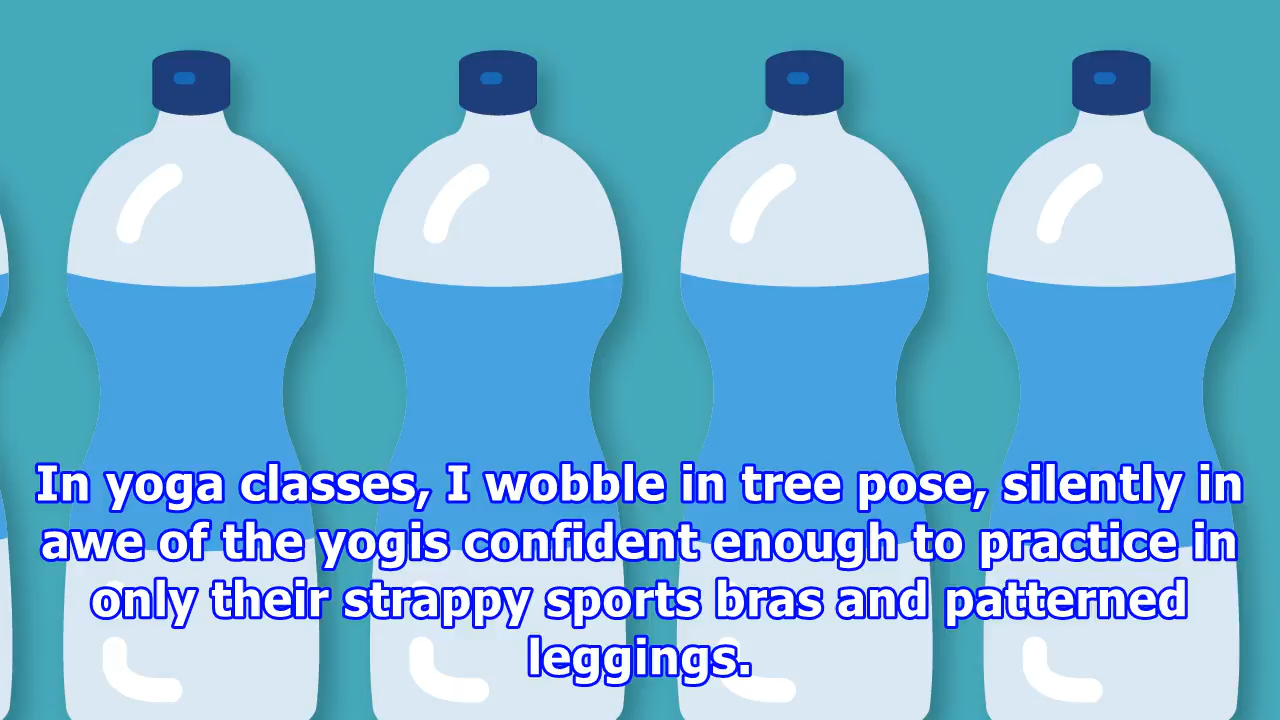 In yoga classes, I wobble in tree pose, silently in
awe of the yogis confident enough to practice in
only their strappy sports bras and patterned
leggings.